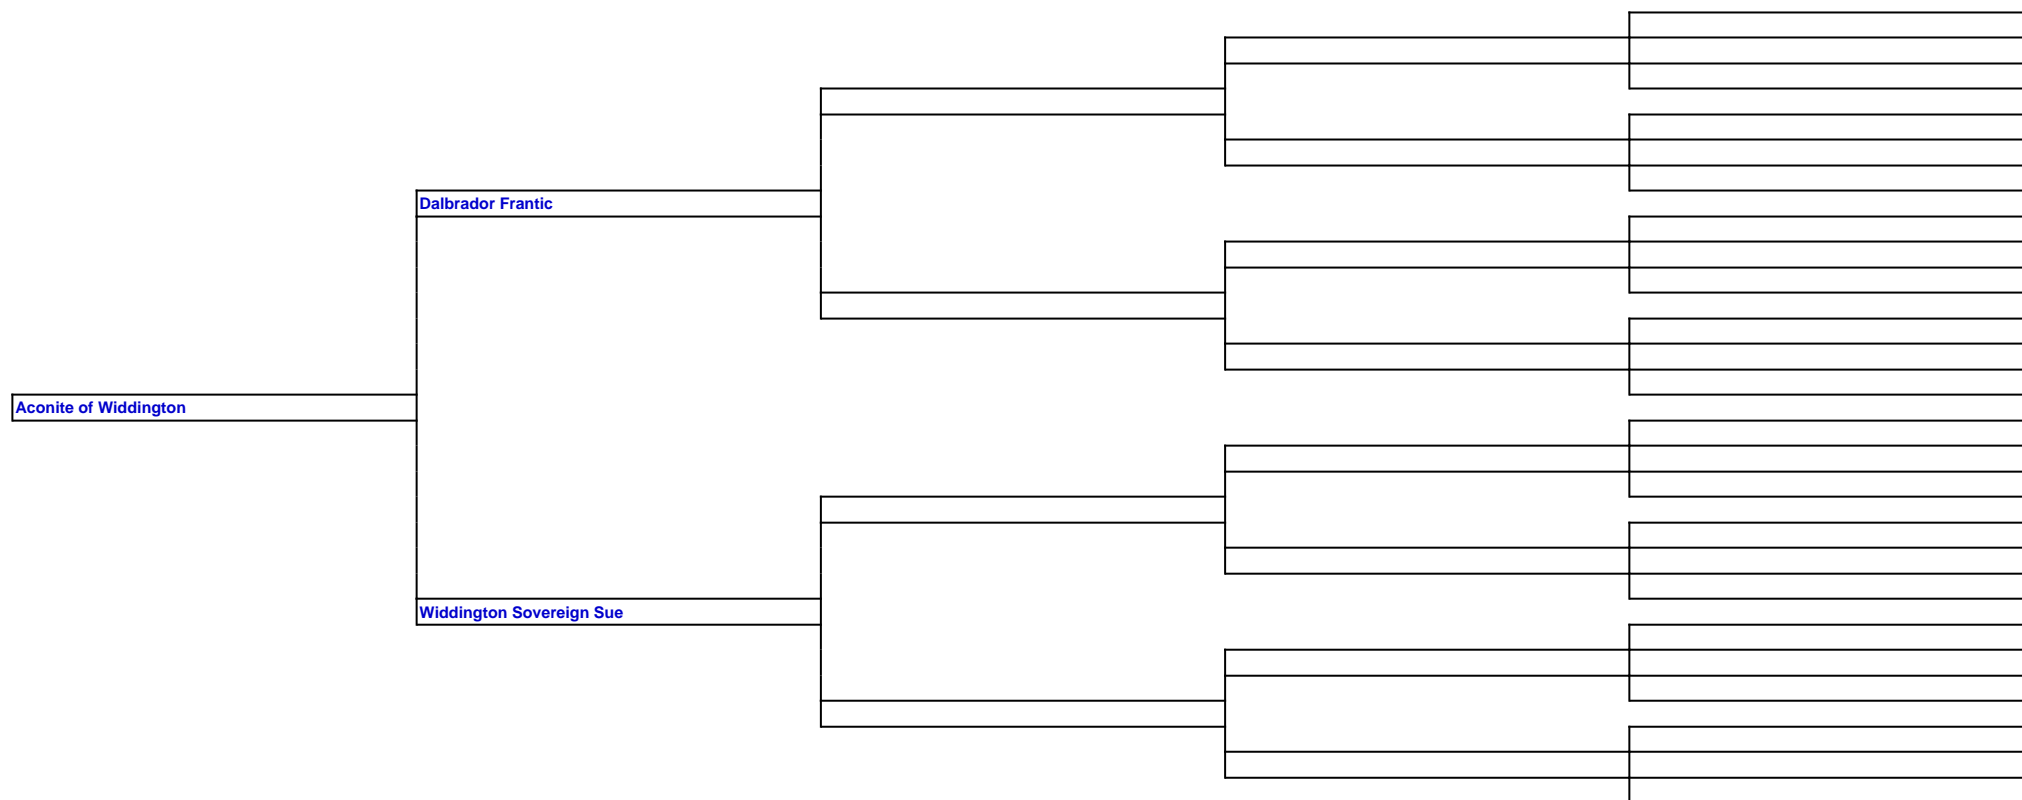 Dalbrador Frantic
Aconite of Widdington
Widdington Sovereign Sue